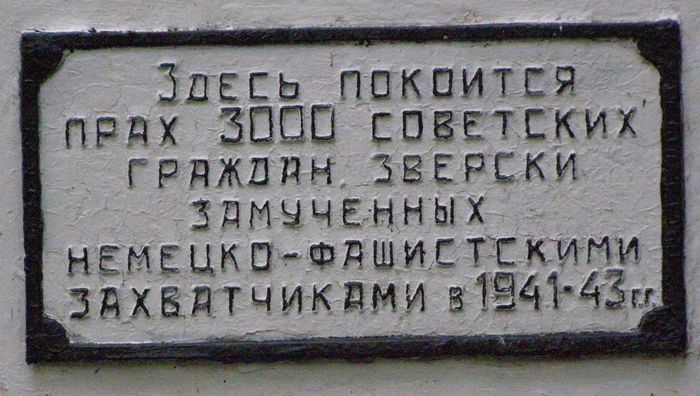 Здесь покоится
прах 3000 советских
граждан зверски
замученных
немецко-фашистскими
захватчиками в 1941-43 гг.